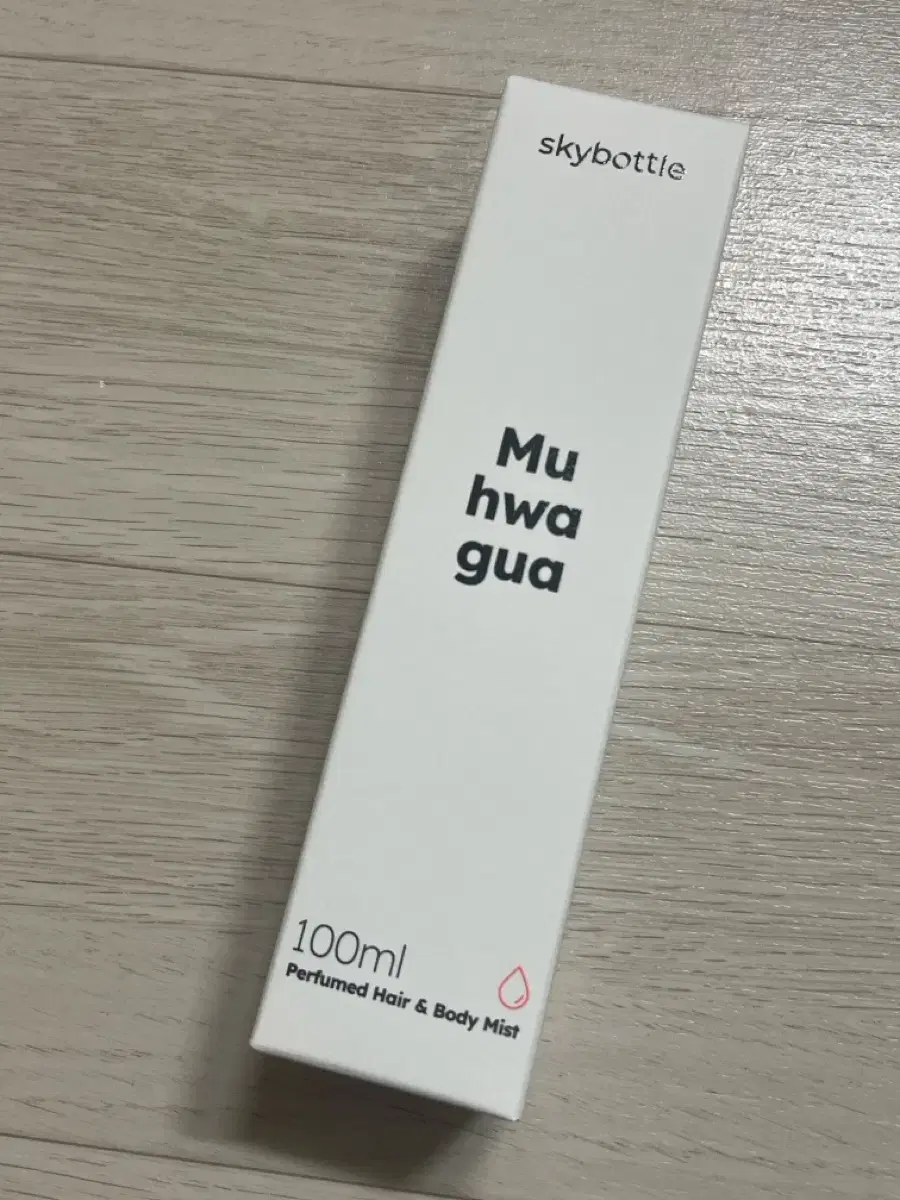 skybottle
Mu
hwa
gua
100ml
Perfumed Hair & Body Mist